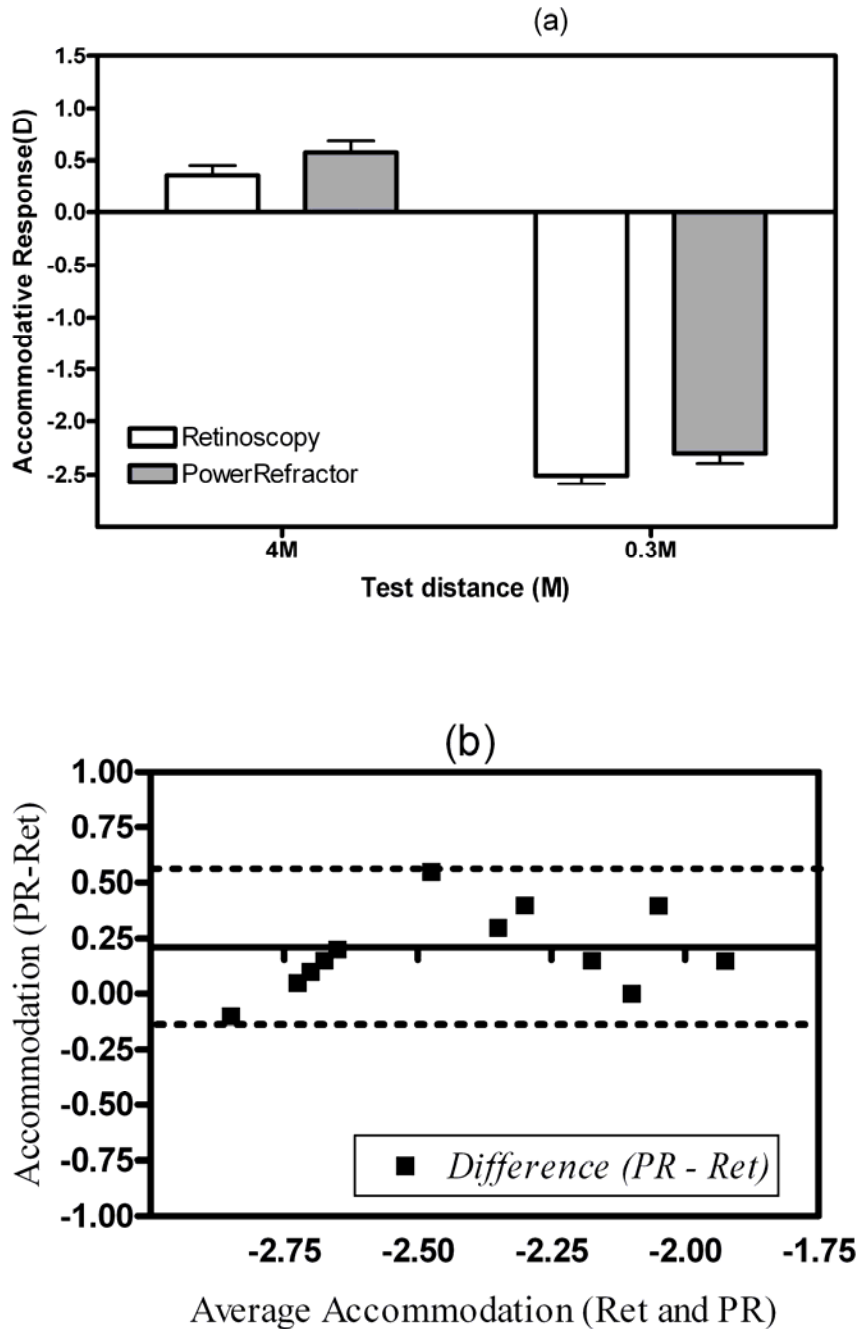 (a)
Accommodative Response(D)
1.5
1.0
0.5
0.0
-0.5
-1.0
-1.5
-2.0
-2.5
Retinoscopy
PowerRefractor
4M
0.3M
Test distance (M)
(b)
Accommodation (PR-Ret)
1.00
0.75
0.50
0.25
0.00
-0.25
-0.50
-0.75
-1.00
Difference (PR - Ret)
-2.75
-2.50
-2.25
-2.00
-1.75
Average Accommodation (Ret and PR)